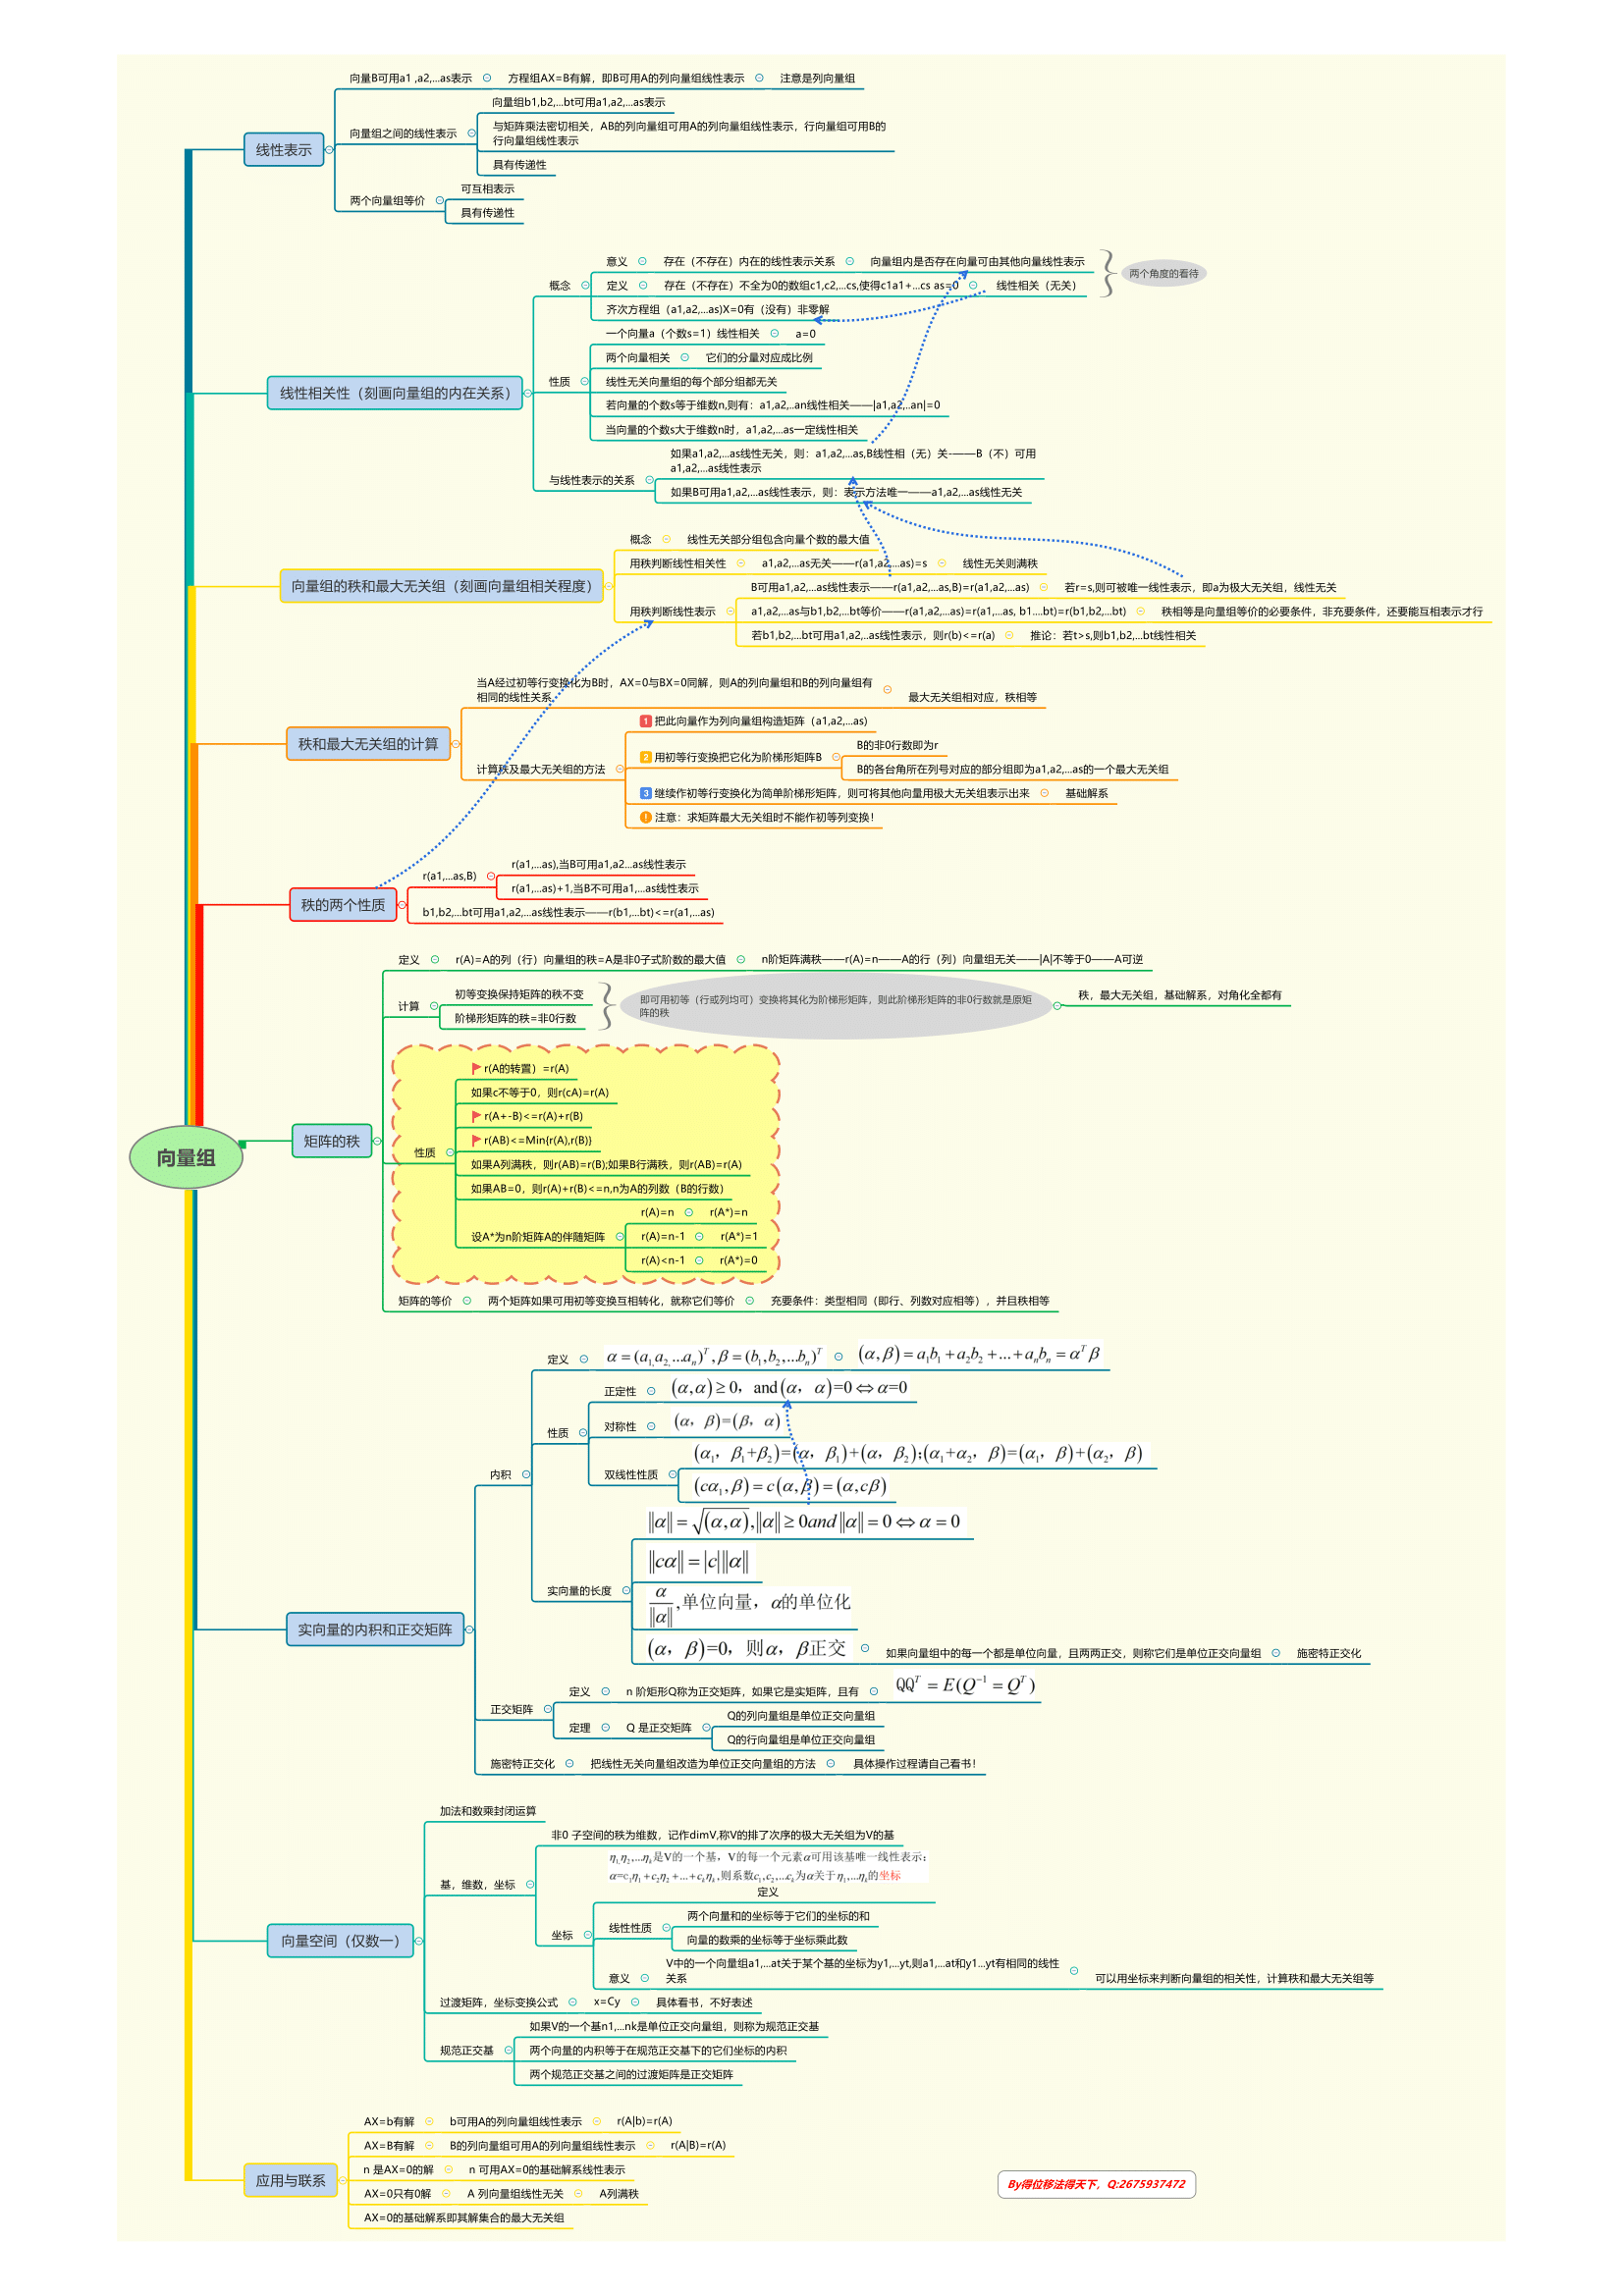 向量组
线性表示
向量B可用a1 ,a2,...as表示
方程组AX=B有解，即B可用A的列向量组线性表示
注意是列向量组
向量组之间的线性表示
向量组b1,b2,...bt可用a1,a2,...as表示
与矩阵乘法密切相关，AB的列向量组可用A的列向量组线性表示，行向量组可用B的
行向量组线性表示
具有传递性
两个向量组等价
可互相表示
具有传递性
线性相关性（刻画向量组的内在关系）
概念
意义
存在（不存在）内在的线性表示关系
向量组内是否存在向量可由其他向量线性表示
定义
存在（不存在）不全为0的数组c1,c2,...cs,使得c1a1+...cs as=0
线性相关（无关）
两个角度的看待
齐次方程组（a1,a2,...as)X=0有（没有）非零解
性质
一个向量a（个数s=1）线性相关
a=0
两个向量相关
它们的分量对应成比例
线性无关向量组的每个部分组都无关
若向量的个数s等于维数n,则有：a1,a2,..an线性相关——|a1,a2,..an|=0
当向量的个数s大于维数n时，a1,a2,...as一定线性相关
与线性表示的关系
如果a1,a2,...as线性无关，则：a1,a2,...as,B线性相（无）关-——B（不）可用
a1,a2,...as线性表示
如果B可用a1,a2,...as线性表示，则：表示方法唯一——a1,a2,...as线性无关
向量组的秩和最大无关组（刻画向量组相关程度）
概念
线性无关部分组包含向量个数的最大值
用秩判断线性相关性
a1,a2,...as无关——r(a1,a2,...as)=s
线性无关则满秩
用秩判断线性表示
B可用a1,a2,...as线性表示——r(a1,a2,...as,B)=r(a1,a2,...as)
若r=s,则可被唯一线性表示，即a为极大无关组，线性无关
a1,a2,...as与b1,b2,...bt等价——r(a1,a2,...as)=r(a1,...as, b1....bt)=r(b1,b2,...bt)
秩相等是向量组等价的必要条件，非充要条件，还要能互相表示才行
若b1,b2,...bt可用a1,a2,..as线性表示，则r(b)<=r(a)
推论：若t>s,则b1,b2,...bt线性相关
秩和最大无关组的计算
当A经过初等行变换化为B时，AX=0与BX=0同解，则A的列向量组和B的列向量组有
相同的线性关系
最大无关组相对应，秩相等
计算秩及最大无关组的方法
1 把此向量作为列向量组构造矩阵（a1,a2,...as)
2 用初等行变换把它化为阶梯形矩阵B
B的非0行数即为r
B的各台角所在列号对应的部分组即为a1,a2,...as的一个最大无关组
3 继续作初等行变换化为简单阶梯形矩阵，则可将其他向量用极大无关组表示出来
基础解系
! 注意：求矩阵最大无关组时不能作初等列变换！
秩的两个性质
r(a1,...as,B)
r(a1,...as),当B可用a1,a2...as线性表示
r(a1,...as)+1,当B不可用a1,...as线性表示
b1,b2,...bt可用a1,a2,...as线性表示——r(b1,...bt)<=r(a1,...as)
矩阵的秩
定义
r(A)=A的列（行）向量组的秩=A是非0子式阶数的最大值
n阶矩阵满秩——r(A)=n——A的行（列）向量组无关——|A|不等于0——A可逆
计算
初等变换保持矩阵的秩不变
阶梯形矩阵的秩=非0行数
即可用初等（行或列均可）变换将其化为阶梯形矩阵，则此阶梯形矩阵的非0行数就是原矩
阵的秩
秩，最大无关组，基础解系，对角化全都有
性质
r(A的转置）=r(A)
如果c不等于0，则r(cA)=r(A)
r(A+-B)<=r(A)+r(B)
r(AB)<=Min{r(A),r(B)}
如果A列满秩，则r(AB)=r(B);如果B行满秩，则r(AB)=r(A)
如果AB=0，则r(A)+r(B)<=n,n为A的列数（B的行数）
设A*为n阶矩阵A的伴随矩阵
r(A)=n
r(A*)=n
r(A)=n-1
r(A*)=1
r(A)<n-1
r(A*)=0
矩阵的等价
两个矩阵如果可用初等变换互相转化，就称它们等价
充要条件：类型相同（即行、列数对应相等），并且秩相等
实向量的内积和正交矩阵
内积
定义
α = (a₁,a₂,...aₙ)ᵀ, β = (b₁,b₂,...bₙ)ᵀ
(α,β) = a₁b₁ + a₂b₂ + ... + aₙbₙ = αᵀβ
性质
正定性
(α,α) ≥ 0，and(α，α)=0 ⇔ α=0
对称性
(α，β)=(β，α)
双线性性质
(α₁，β₁+β₂)=(α，β₁)+(α，β₂);(α₁+α₂，β)=(α₁，β)+(α₂，β)
(cα₁,β) = c(α,β) = (α,cβ)
实向量的长度
‖α‖ = √(α,α),‖α‖ ≥ 0and‖α‖ = 0 ⇔ α = 0
‖cα‖ = |c|‖α‖
α/‖α‖,单位向量，α的单位化
(α，β)=0，则α，β正交
如果向量组中的每一个都是单位向量，且两两正交，则称它们是单位正交向量组
施密特正交化
正交矩阵
定义
n 阶矩形Q称为正交矩阵，如果它是实矩阵，且有
QQᵀ = E(Q⁻¹ = Qᵀ)
定理
Q 是正交矩阵
Q的列向量组是单位正交向量组
Q的行向量组是单位正交向量组
施密特正交化
把线性无关向量组改造为单位正交向量组的方法
具体操作过程请自己看书！
向量空间（仅数一）
加法和数乘封闭运算
基，维数，坐标
非0 子空间的秩为维数，记作dimV,称V的排了次序的极大无关组为V的基
坐标
η₁,η₂,...ηₖ是V的一个基，V的每一个元素α可用该基唯一线性表示；
α=c₁η₁ + c₂η₂ + ... + cₖηₖ,则系数c₁,c₂,...cₖ为α关于η₁,...ηₖ的坐标
定义
线性性质
两个向量和的坐标等于它们的坐标的和
向量的数乘的坐标等于坐标乘此数
意义
V中的一个向量组a1,...at关于某个基的坐标为y1,...yt,则a1,...at和y1...yt有相同的线性
关系
可以用坐标来判断向量组的相关性，计算秩和最大无关组等
过渡矩阵，坐标变换公式
x=Cy
具体看书，不好表述
规范正交基
如果V的一个基n1,...nk是单位正交向量组，则称为规范正交基
两个向量的内积等于在规范正交基下的它们坐标的内积
两个规范正交基之间的过渡矩阵是正交矩阵
应用与联系
AX=b有解
b可用A的列向量组线性表示
r(A|b)=r(A)
AX=B有解
B的列向量组可用A的列向量组线性表示
r(A|B)=r(A)
n 是AX=0的解
n 可用AX=0的基础解系线性表示
AX=0只有0解
A 列向量组线性无关
A列满秩
AX=0的基础解系即其解集合的最大无关组
By得位移法得天下，Q:2675937472